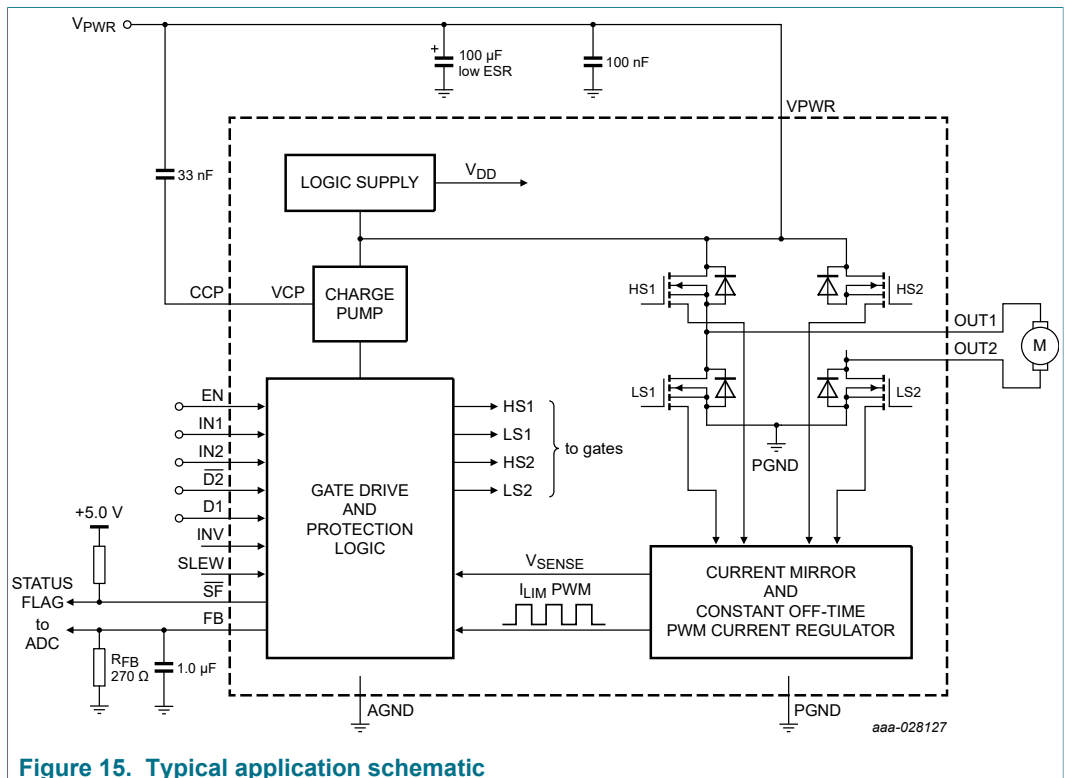 VPWR
+ 100 µF
low ESR
100 nF
VPWR
33 nF
LOGIC SUPPLY
VDD
CCP
VCP
CHARGE
PUMP
HS1
HS2
OUT1
M
OUT2
LS1
LS2
PGND
EN
IN1
IN2
D2
D1
INV
SLEW
SF
FB
+5.0 V
STATUS
FLAG
to
ADC
RFB
270 Ω
1.0 µF
GATE DRIVE
AND
PROTECTION
LOGIC
HS1
LS1
HS2
LS2
to gates
VSENSE
ILIM PWM
CURRENT MIRROR
AND
CONSTANT OFF-TIME
PWM CURRENT REGULATOR
AGND
PGND
aaa-028127
Figure 15. Typical application schematic